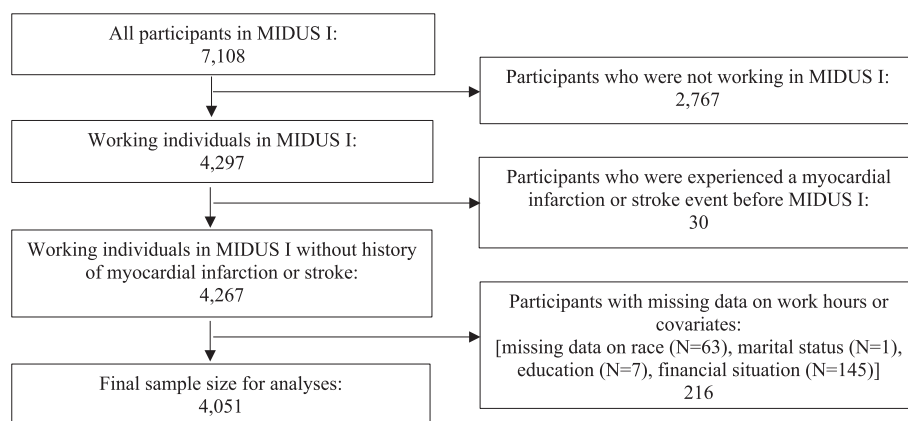 All participants in MIDUS I:
7,108
Participants who were not working in MIDUS I:
2,767
Working individuals in MIDUS I:
4,297
Participants who were experienced a myocardial
infarction or stroke event before MIDUS I:
30
Working individuals in MIDUS I without history
of myocardial infarction or stroke:
4,267
Participants with missing data on work hours or
covariates:
[missing data on race (N=63), marital status (N=1),
education (N=7), financial situation (N=145)]
216
Final sample size for analyses:
4,051